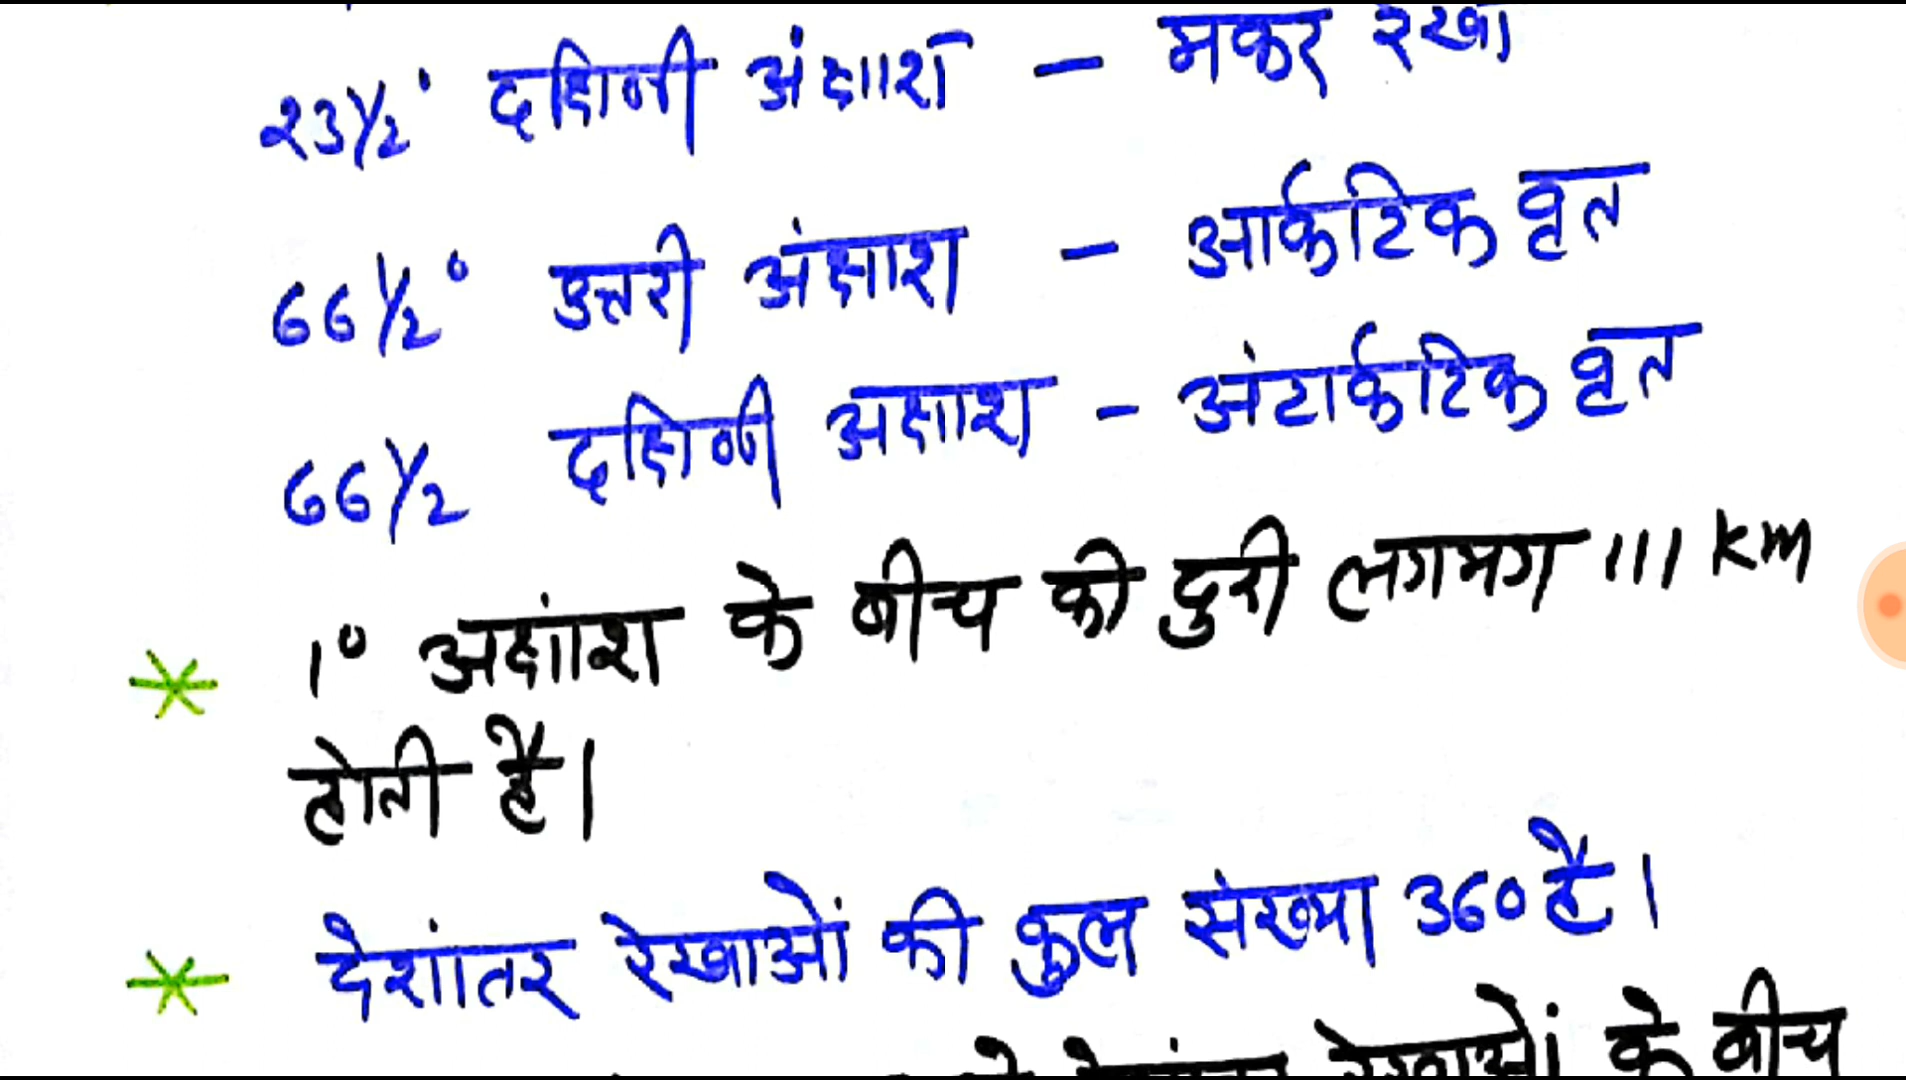 23½° दक्षिणी अंक्षाशं – मकर रेखा
66½° उत्तरी अंक्षाश – आर्कटिक वृत
66½ दक्षिणी अक्षाश – अंटार्कटिक वृत
1° अक्षांश के बीच की दुरी लगभग 111 km
होती है।
देशांतर रेखाओं की कुल संख्या 360 है।
रेखाओं के बीच